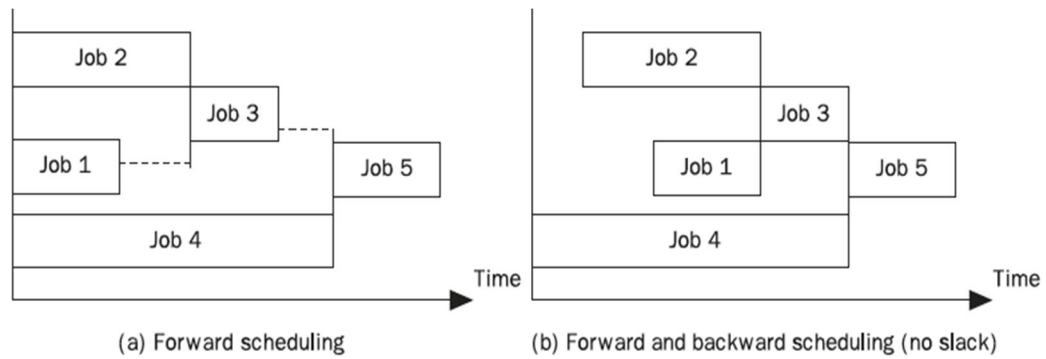 Job 2
Job 3
Job 1
Job 5
Job 4
Time
(a) Forward scheduling
Job 2
Job 3
Job 1
Job 5
Job 4
Time
(b) Forward and backward scheduling (no slack)